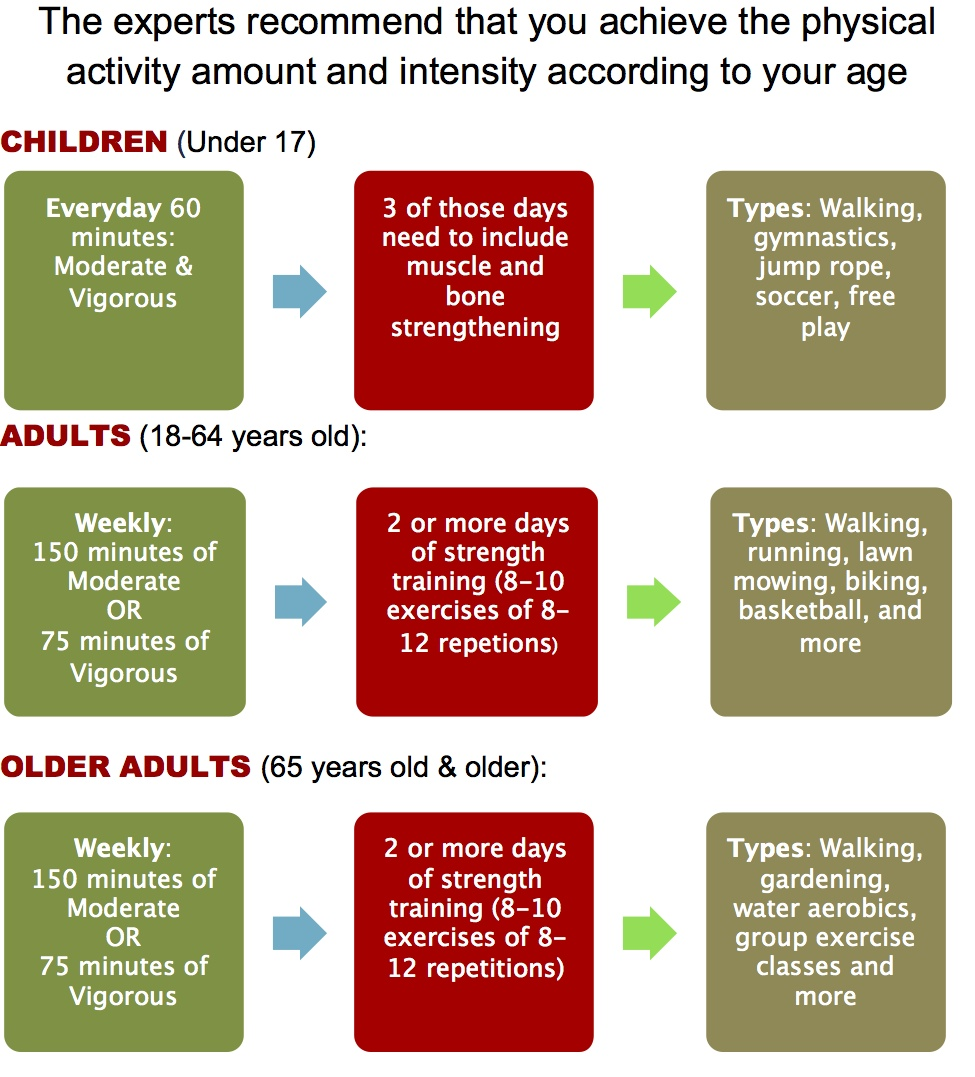 The experts recommend that you achieve the physical
activity amount and intensity according to your age
CHILDREN (Under 17)
Everyday 60
minutes:
Moderate &
Vigorous
3 of those days
need to include
muscle and
bone
strengthening
Types: Walking,
gymnastics,
jump rope,
soccer, free
play
ADULTS (18-64 years old):
Weekly:
150 minutes of
Moderate
OR
75 minutes of
Vigorous
2 or more days
of strength
training (8–10
exercises of 8–
12 repetions)
Types: Walking,
running, lawn
mowing, biking,
basketball, and
more
OLDER ADULTS (65 years old & older):
Weekly:
150 minutes of
Moderate
OR
75 minutes of
Vigorous
2 or more days
of strength
training (8–10
exercises of 8–
12 repetitions)
Types: Walking,
gardening,
water aerobics,
group exercise
classes and
more